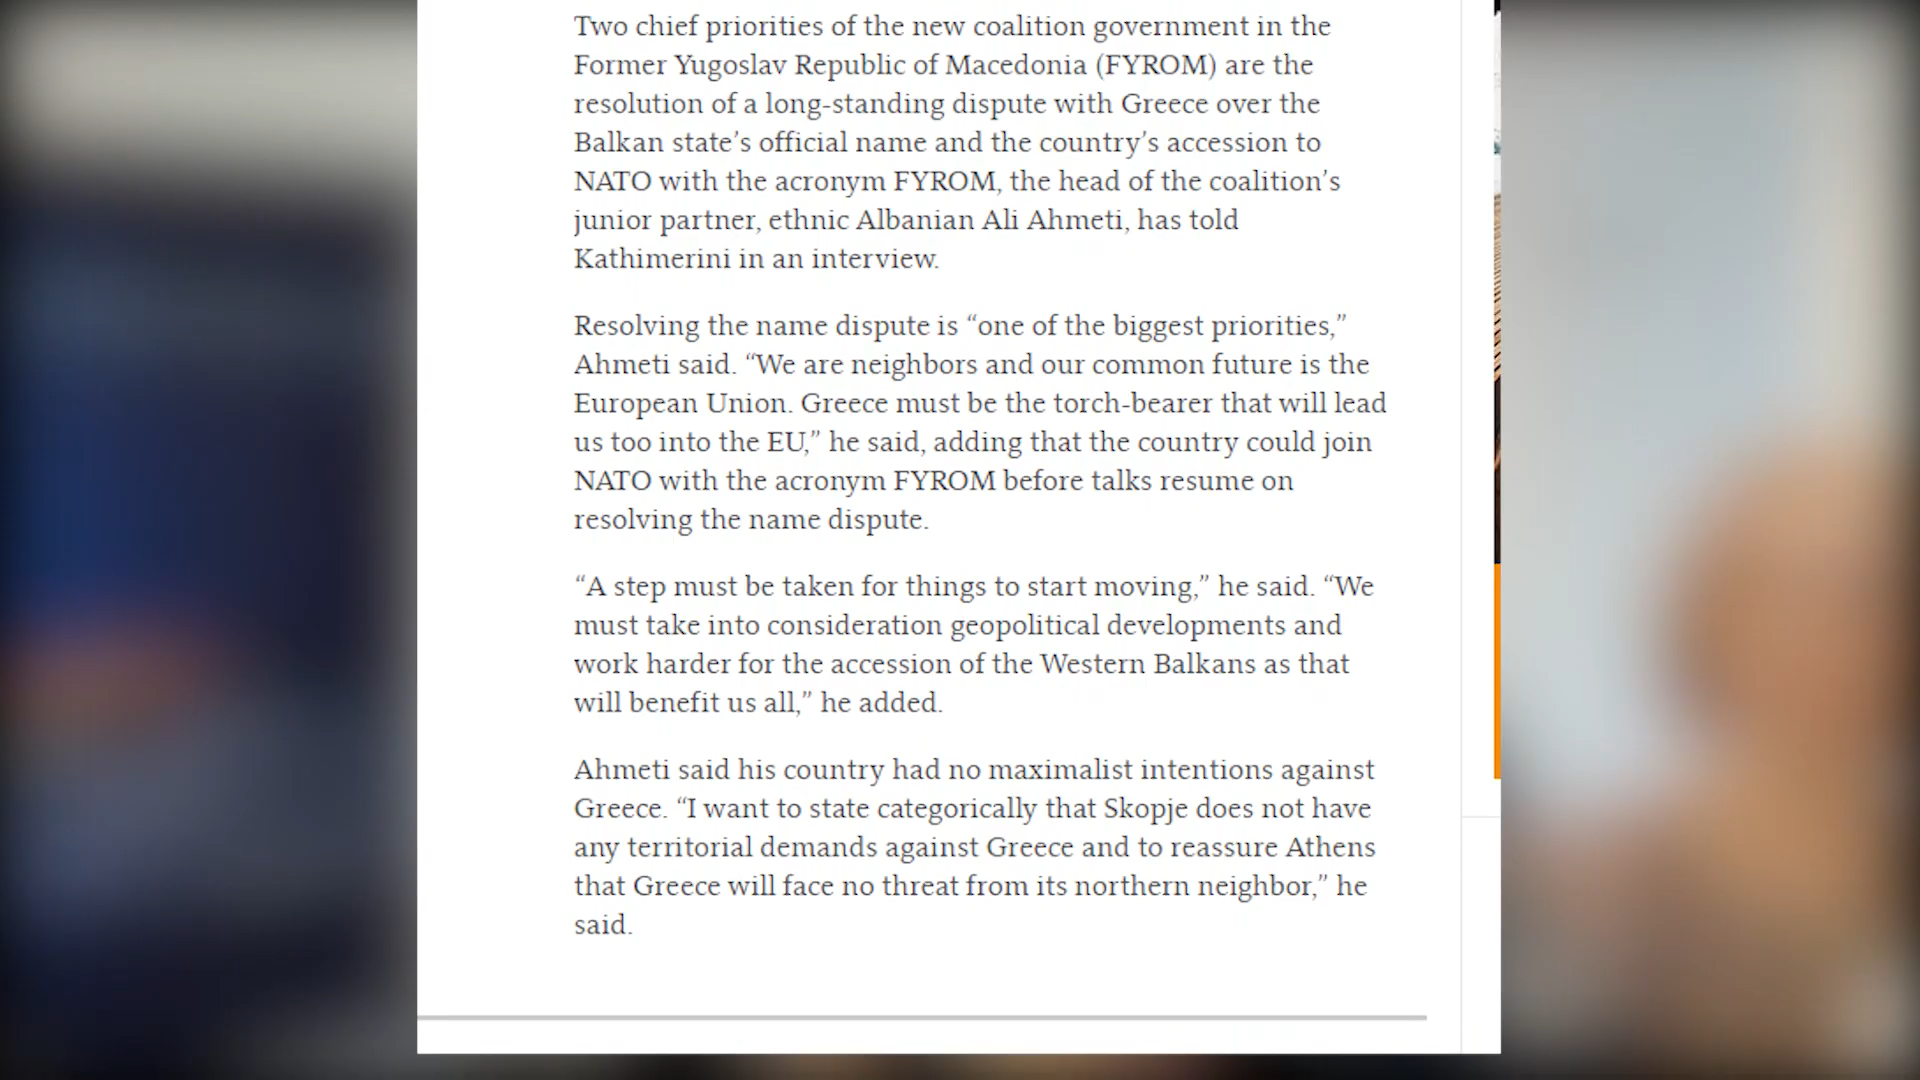 Two chief priorities of the new coalition government in the
Former Yugoslav Republic of Macedonia (FYROM) are the
resolution of a long-standing dispute with Greece over the
Balkan state’s official name and the country’s accession to
NATO with the acronym FYROM, the head of the coalition’s
junior partner, ethnic Albanian Ali Ahmeti, has told
Kathimerini in an interview.
Resolving the name dispute is “one of the biggest priorities,”
Ahmeti said. “We are neighbors and our common future is the
European Union. Greece must be the torch-bearer that will lead
us too into the EU,” he said, adding that the country could join
NATO with the acronym FYROM before talks resume on
resolving the name dispute.
“A step must be taken for things to start moving,” he said. “We
must take into consideration geopolitical developments and
work harder for the accession of the Western Balkans as that
will benefit us all,” he added.
Ahmeti said his country had no maximalist intentions against
Greece. “I want to state categorically that Skopje does not have
any territorial demands against Greece and to reassure Athens
that Greece will face no threat from its northern neighbor,” he
said.